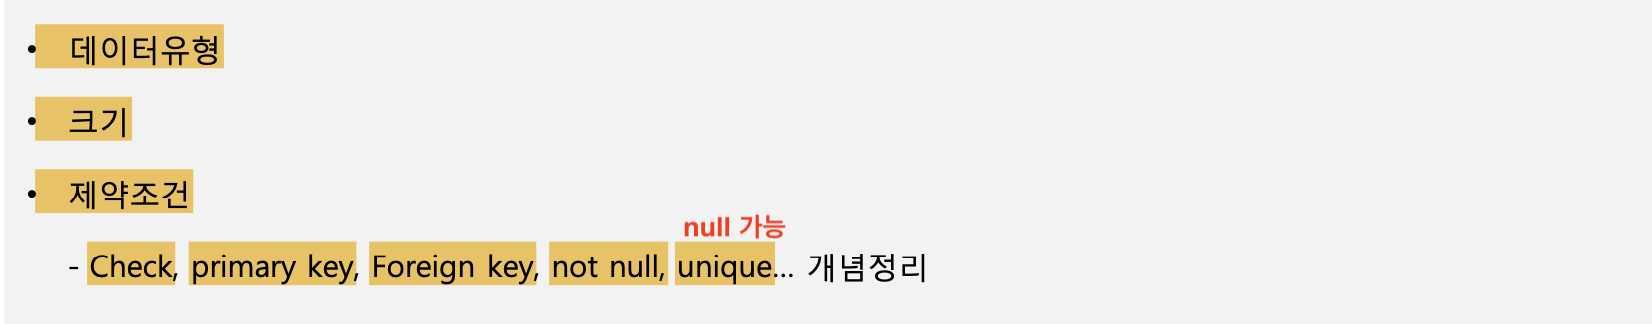 • 데이터유형
• 크기
• 제약조건
null 가능
- Check, primary key, Foreign key, not null, unique... 개념정리